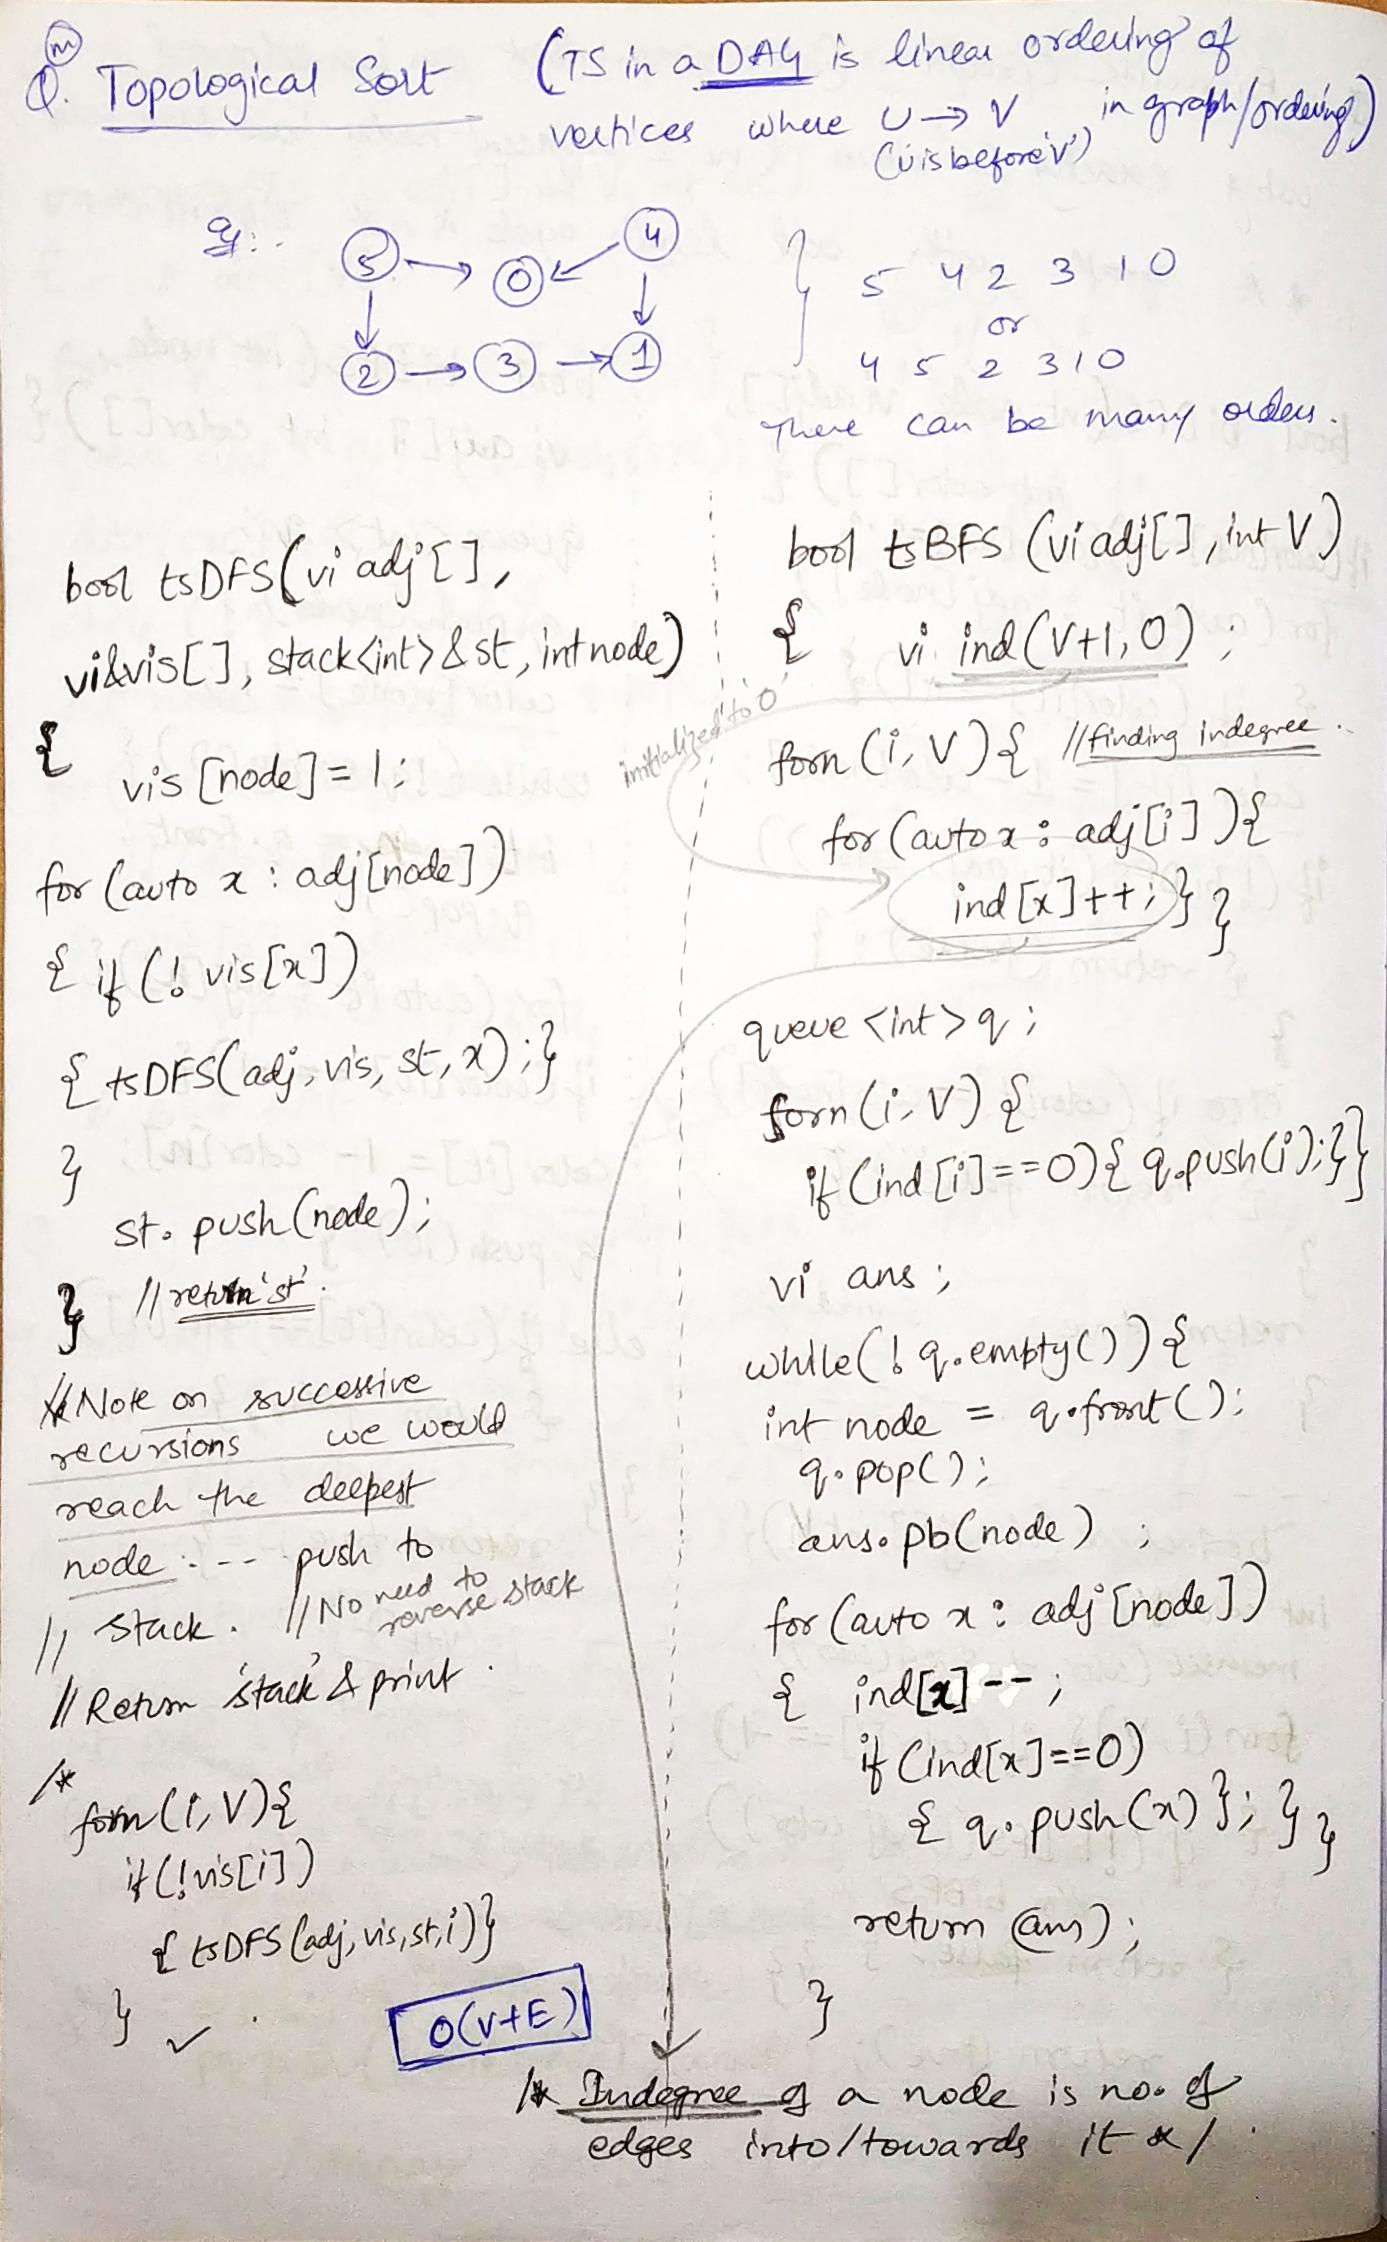 (m)
Q. Topological Sort (TS in a DAG is linear ordering of
vertices where U → V in graph/ordering)
('u' is before 'v')
eg:.
5 0 4
2 3 1
5 4 2 3 1 0
or
4 5 2 3 1 0
There can be many orders.
bool tsDFS(vi adj[],
vi&vis[], stack<int>&st, int node)
{
vis[node]=1;
for (auto x : adj[node])
{ if (! vis[x])
{ tsDFS(adj, vis, st, x);}
}
st. push(node);
} // return 'st'.
// Note on successive
recursions we would
reach the deepest
node :. -- push to
// stack. // No need to
reverse stack
// Return 'stack' & print.
/*
forn(i, V){
if(!vis[i])
{ tsDFS(adj, vis, st, i)}
}
O(V+E)
bool tsBFS (vi adj[], int V)
{ vi ind(V+1, 0);
initialized to '0'
forn(i, V){ // finding indegree..
for (auto x : adj[i]){
ind[x]++;}}
queue <int> q;
forn(i, V) {
if (ind[i]==0){ q.push(i);}}
vi ans;
while(! q.empty()){
int node = q.front();
q.pop();
ans.pb(node) ;
for (auto x : adj[node])
{ ind[x]--;
if (ind[x]==0)
{ q. push(x) }; }}
return (ans);
}
/* Indegree of a node is no. of
edges into/towards it */.